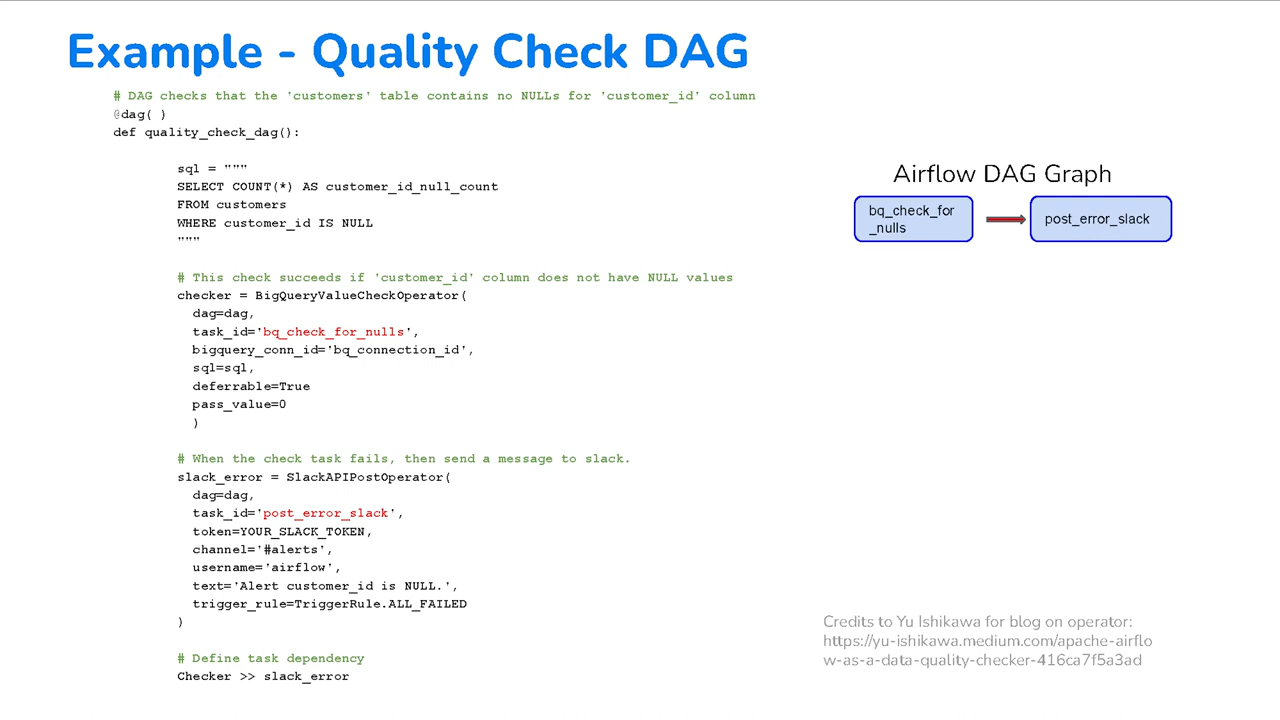 Example - Quality Check DAG
# DAG checks that the 'customers' table contains no NULLs for 'customer_id' column
@dag( )
def quality_check_dag():
sql = """
SELECT COUNT(*) AS customer_id_null_count
FROM customers
WHERE customer_id IS NULL
"""
# This check succeeds if 'customer_id' column does not have NULL values
checker = BigQueryValueCheckOperator(
dag=dag,
task_id='bq_check_for_nulls',
bigquery_conn_id='bq_connection_id',
sql=sql,
deferrable=True
pass_value=0
)
# When the check task fails, then send a message to slack.
slack_error = SlackAPIPostOperator(
dag=dag,
task_id='post_error_slack',
token=YOUR_SLACK_TOKEN,
channel='#alerts',
username='airflow',
text='Alert customer_id is NULL.',
trigger_rule=TriggerRule.ALL_FAILED
)
# Define task dependency
Checker >> slack_error
Airflow DAG Graph
bq_check_for
_nulls
post_error_slack
Credits to Yu Ishikawa for blog on operator:
https://yu-ishikawa.medium.com/apache-airflo
w-as-a-data-quality-checker-416ca7f5a3ad